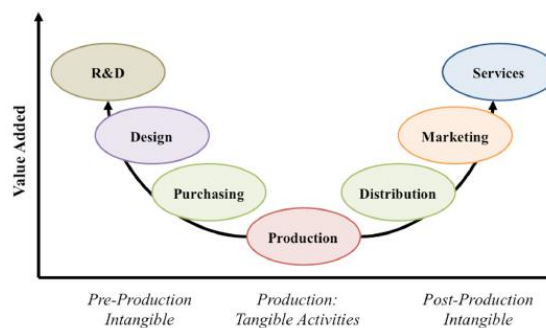 Value Added
R&D
Services
Design
Marketing
Purchasing
Distribution
Production
Pre-Production
Intangible
Production:
Tangible Activities
Post-Production
Intangible